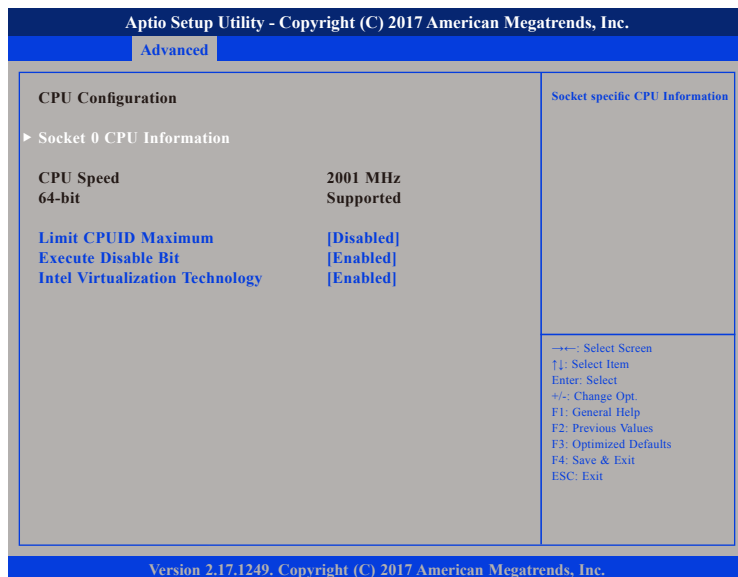 Aptio Setup Utility - Copyright (C) 2017 American Megatrends, Inc.
Advanced
CPU Configuration
▶ Socket 0 CPU Information
CPU Speed 2001 MHz
64-bit Supported
Limit CPUID Maximum [Disabled]
Execute Disable Bit [Enabled]
Intel Virtualization Technology [Enabled]
Socket specific CPU Information
→←: Select Screen
↑↓: Select Item
Enter: Select
+/-: Change Opt.
F1: General Help
F2: Previous Values
F3: Optimized Defaults
F4: Save & Exit
ESC: Exit
Version 2.17.1249. Copyright (C) 2017 American Megatrends, Inc.